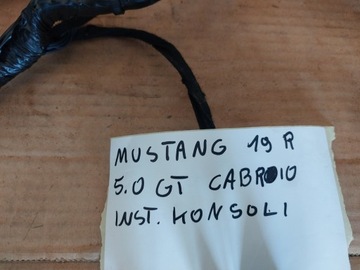 MUSTANG 19 R
5.0 GT CABRIO
INST. KONSOLI